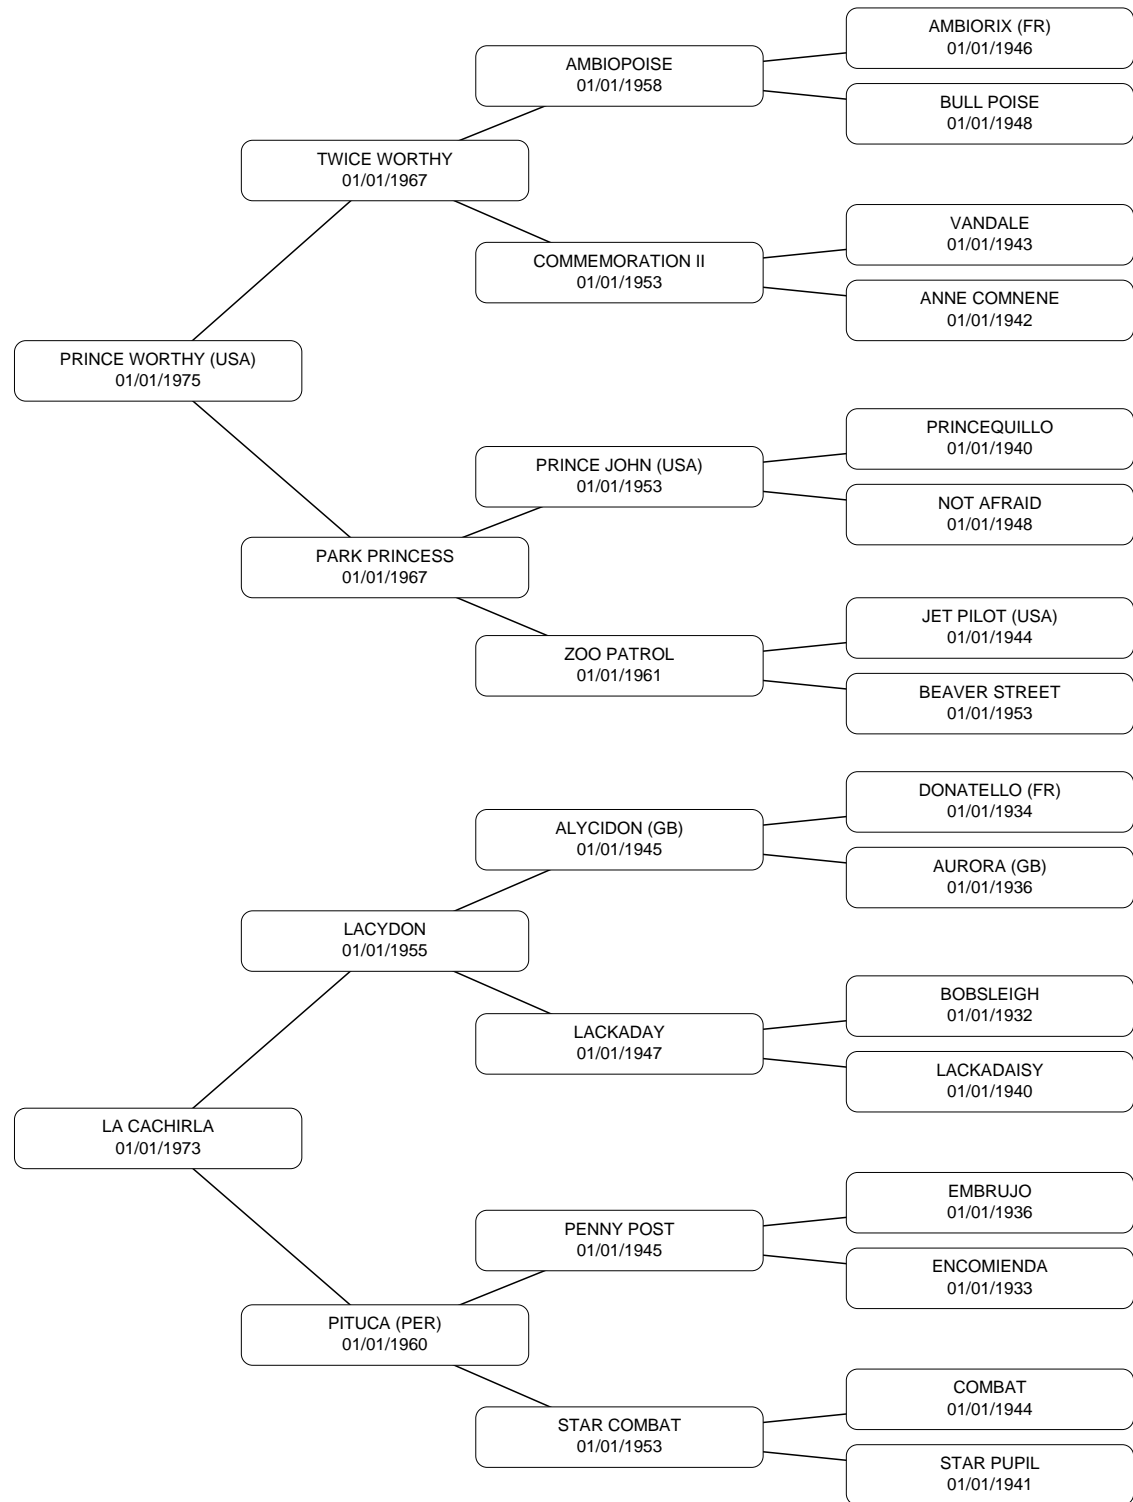 AMBIORIX (FR)
01/01/1946
AMBIOPOISE
01/01/1958
BULL POISE
01/01/1948
TWICE WORTHY
01/01/1967
VANDALE
01/01/1943
COMMEMORATION II
01/01/1953
ANNE COMNENE
01/01/1942
PRINCE WORTHY (USA)
01/01/1975
PRINCEQUILLO
01/01/1940
PRINCE JOHN (USA)
01/01/1953
NOT AFRAID
01/01/1948
PARK PRINCESS
01/01/1967
JET PILOT (USA)
01/01/1944
ZOO PATROL
01/01/1961
BEAVER STREET
01/01/1953
DONATELLO (FR)
01/01/1934
ALYCIDON (GB)
01/01/1945
AURORA (GB)
01/01/1936
LACYDON
01/01/1955
BOBSLEIGH
01/01/1932
LACKADAY
01/01/1947
LACKADAISY
01/01/1940
LA CACHIRLA
01/01/1973
EMBRUJO
01/01/1936
PENNY POST
01/01/1945
ENCOMIENDA
01/01/1933
PITUCA (PER)
01/01/1960
COMBAT
01/01/1944
STAR COMBAT
01/01/1953
STAR PUPIL
01/01/1941